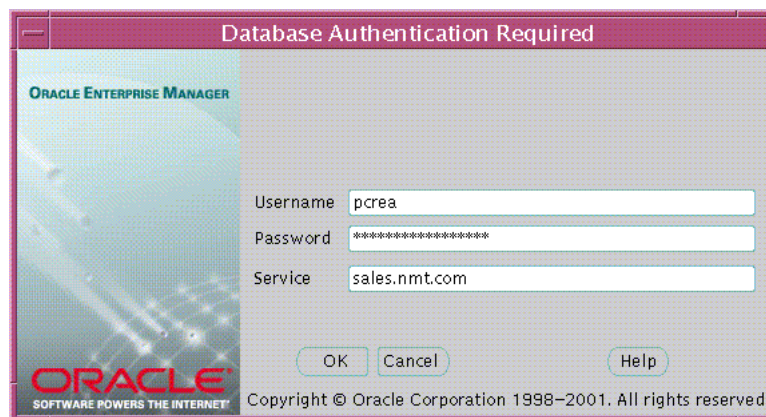 Database Authentication Required
ORACLE ENTERPRISE MANAGER
Username pcrea
Password *****************
Service sales.nmt.com
OK Cancel Help
ORACLE®
SOFTWARE POWERS THE INTERNET™
Copyright © Oracle Corporation 1998–2001. All rights reserved